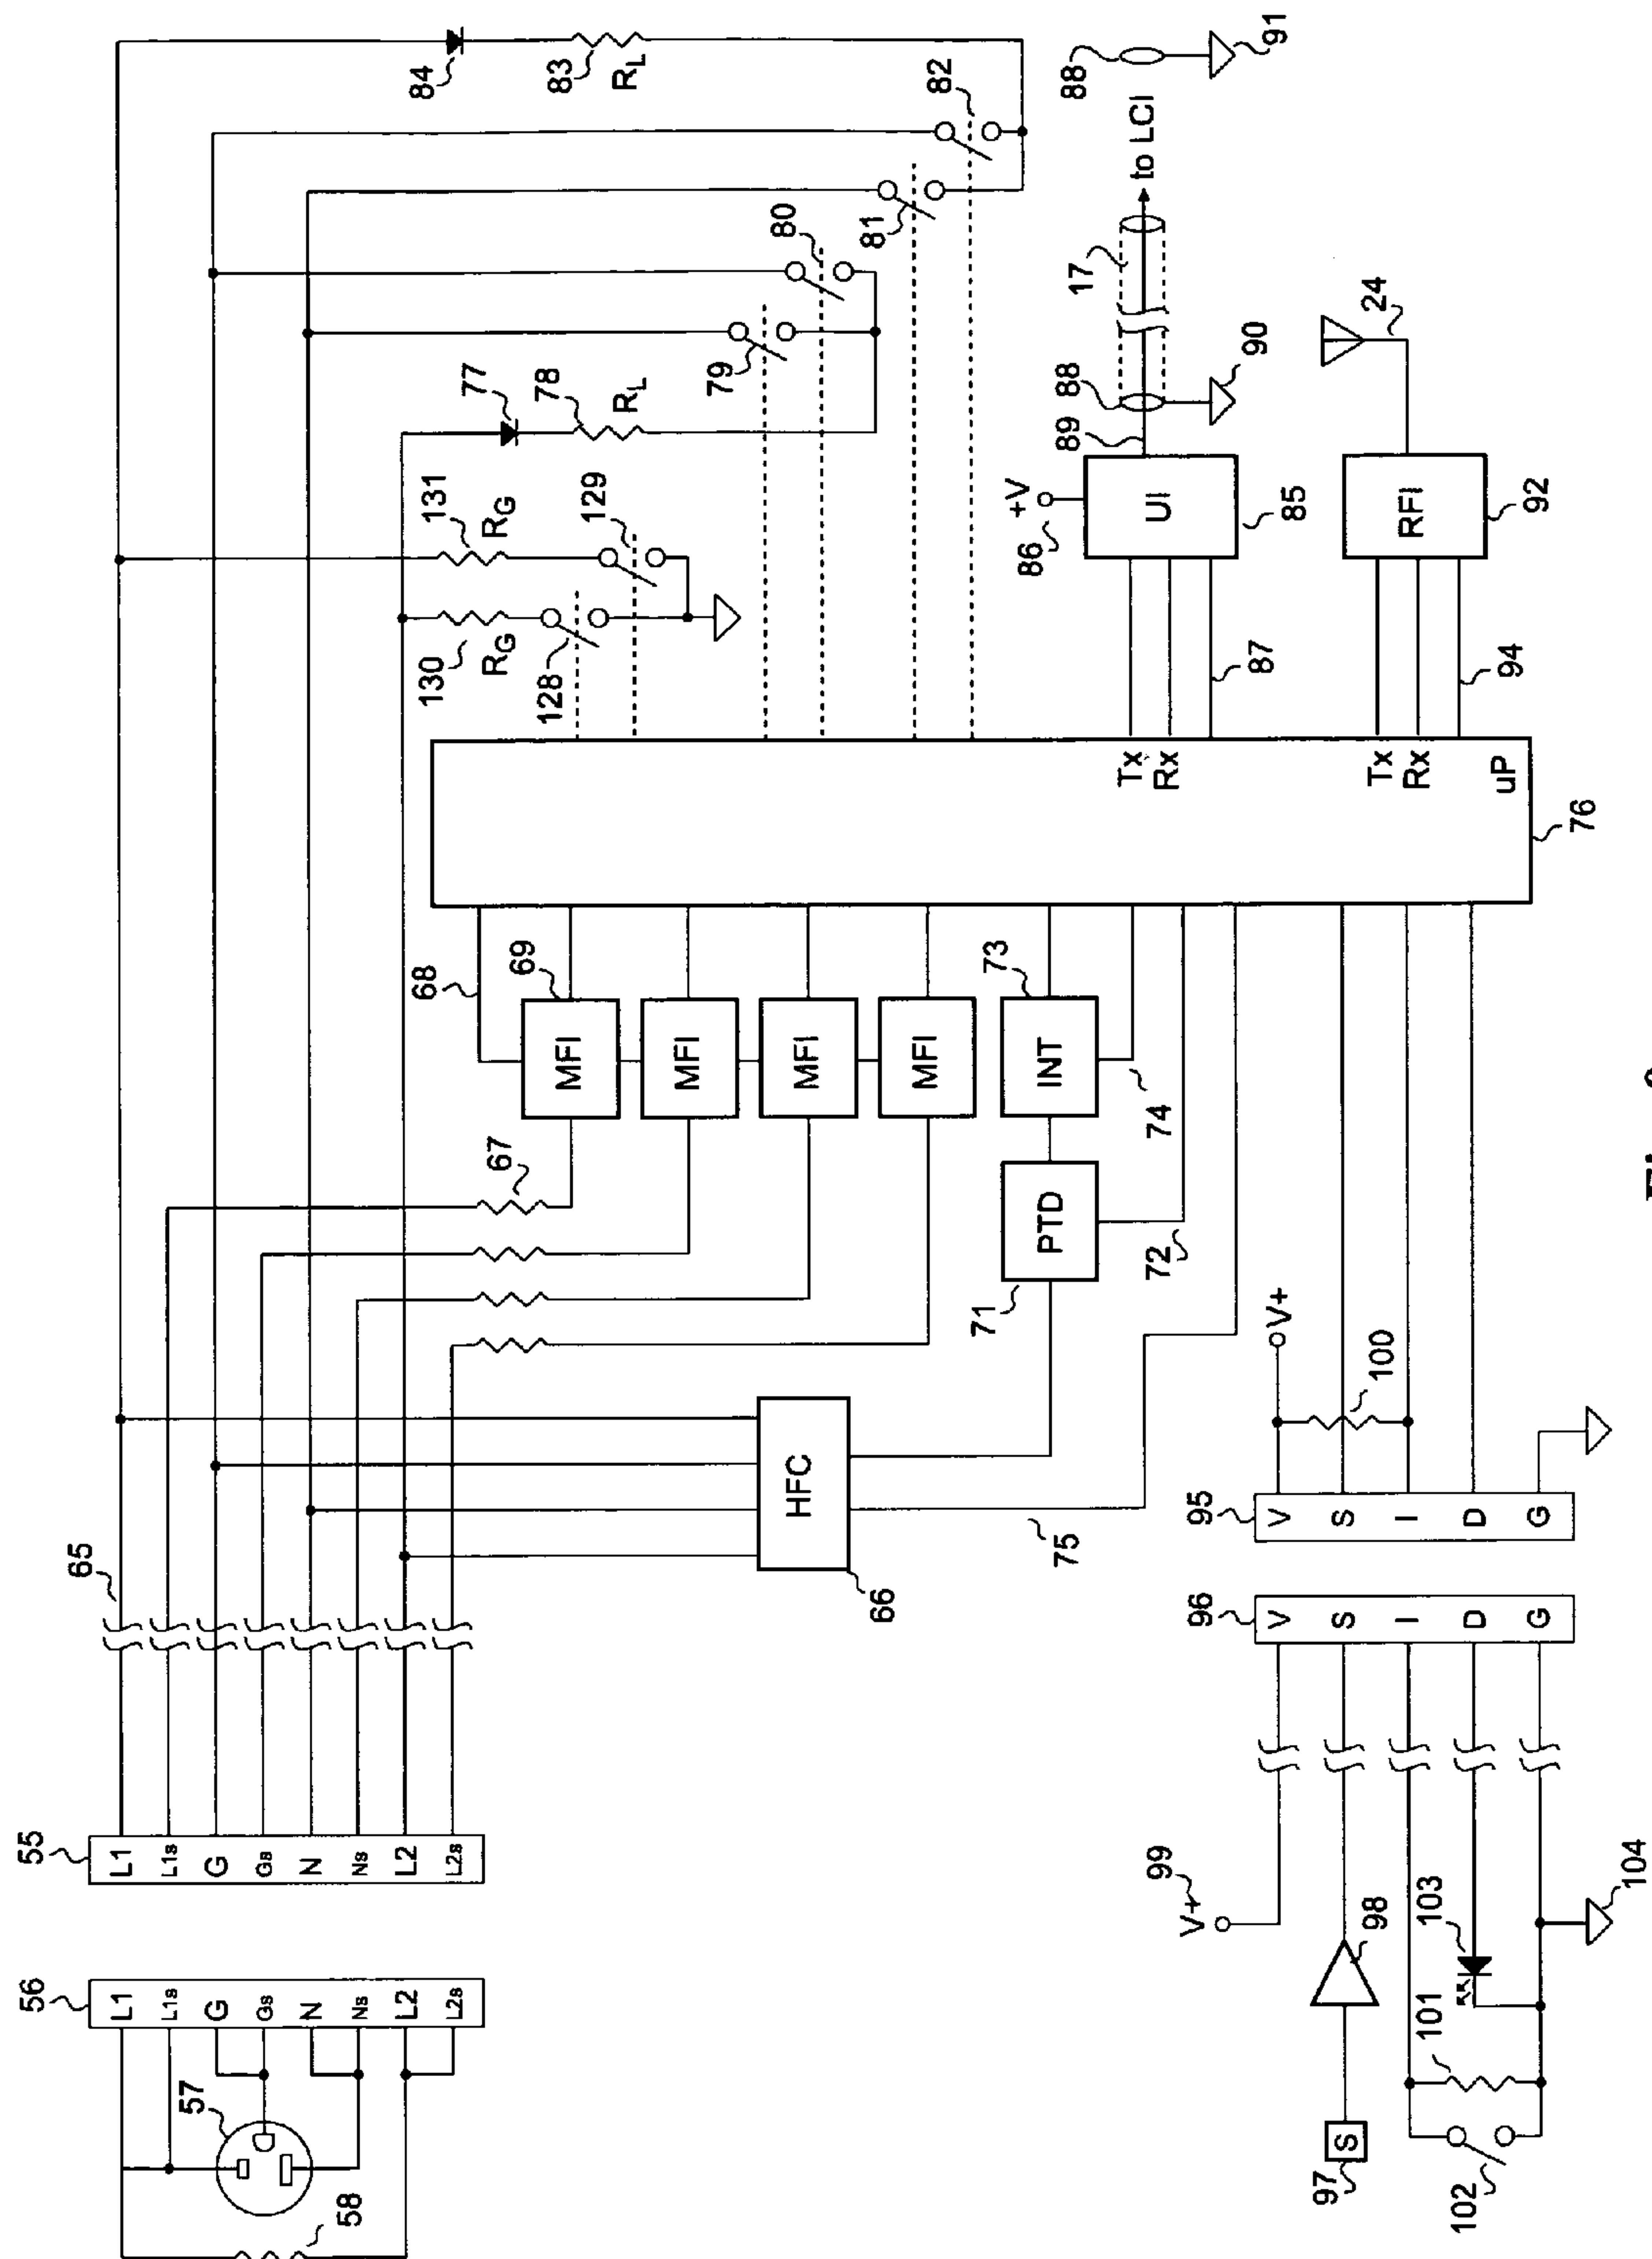 84
83
RL
82
88
91
81
80
to LCI
17
79
24
77
78
RL
88
90
89
131
RG
129
+V
86
UI
85
RFI
92
130
RG
128
87
94
Tx
Rx
Tx
Rx
uP
76
68
69
73
MFI
MFI
MFI
MFI
INT
74
67
71
PTD
72
V+
100
65
HFC
66
75
95
V
S
I
D
G
96
V
S
I
D
G
55
L1
L1s
G
Gs
N
Ns
L2
L2s
99
V+
98
103
104
56
L1
L1s
G
Gs
N
Ns
L2
L2s
57
58
101
S
97
102